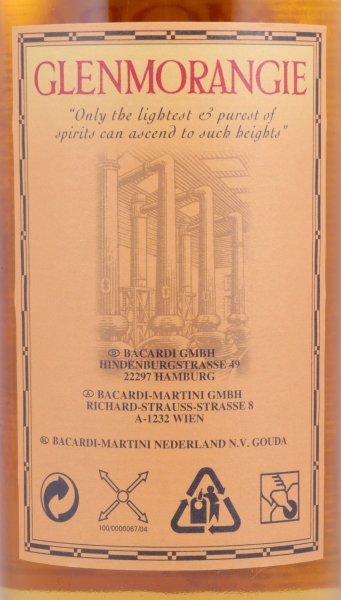 GLENMORANGIE
"Only the lightest & purest of
spirits can ascend to such heights"
Ⓓ BACARDI GMBH
HINDENBURGSTRASSE 49
22297 HAMBURG
Ⓐ BACARDI-MARTINI GMBH
RICHARD-STRAUSS-STRASSE 8
A-1232 WIEN
BACARDI-MARTINI NEDERLAND N.V. GOUDA
100/0000067/04